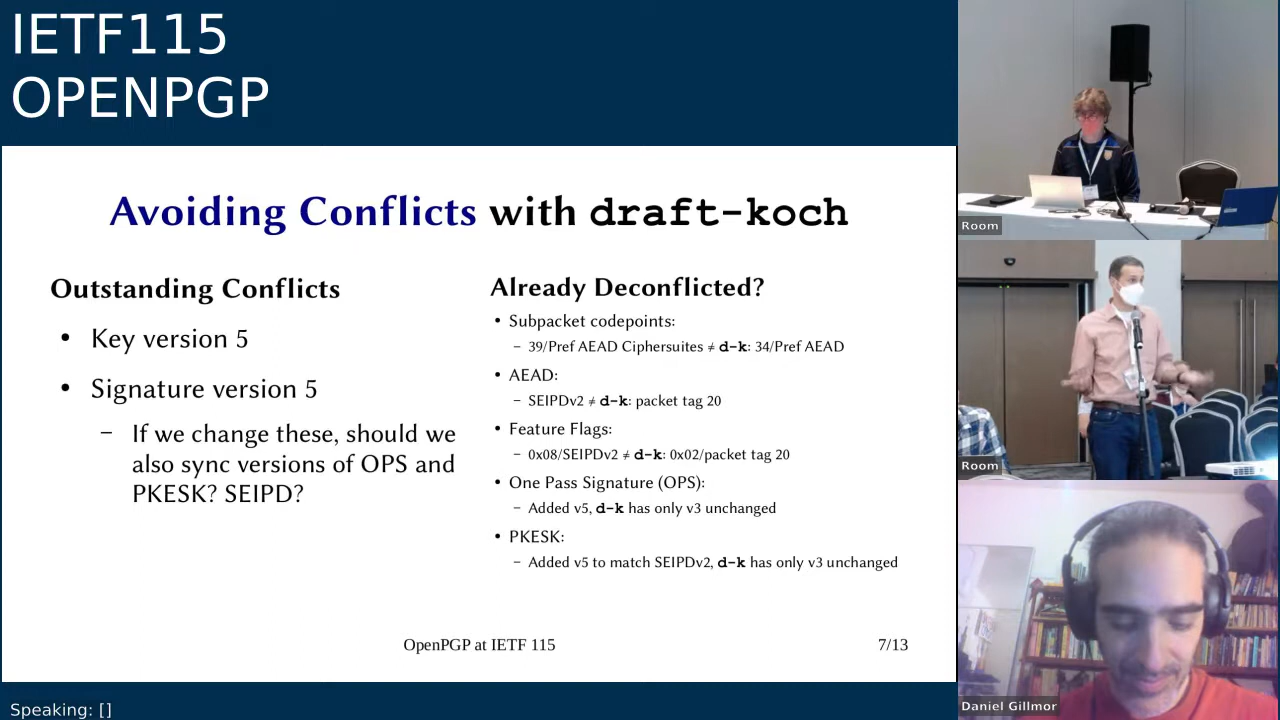 IETF115
OPENPGP
Avoiding Conflicts with draft-koch
Outstanding Conflicts
• Key version 5
• Signature version 5
– If we change these, should we
also sync versions of OPS and
PKESK? SEIPD?
Already Deconflicted?
• Subpacket codepoints:
– 39/Pref AEAD Ciphersuites ≠ d-k: 34/Pref AEAD
• AEAD:
– SEIPDv2 ≠ d-k: packet tag 20
• Feature Flags:
– 0x08/SEIPDv2 ≠ d-k: 0x02/packet tag 20
• One Pass Signature (OPS):
– Added v5, d-k has only v3 unchanged
• PKESK:
– Added v5 to match SEIPDv2, d-k has only v3 unchanged
OpenPGP at IETF 115
7/13
Speaking: []
Room
Room
Daniel Gillmor